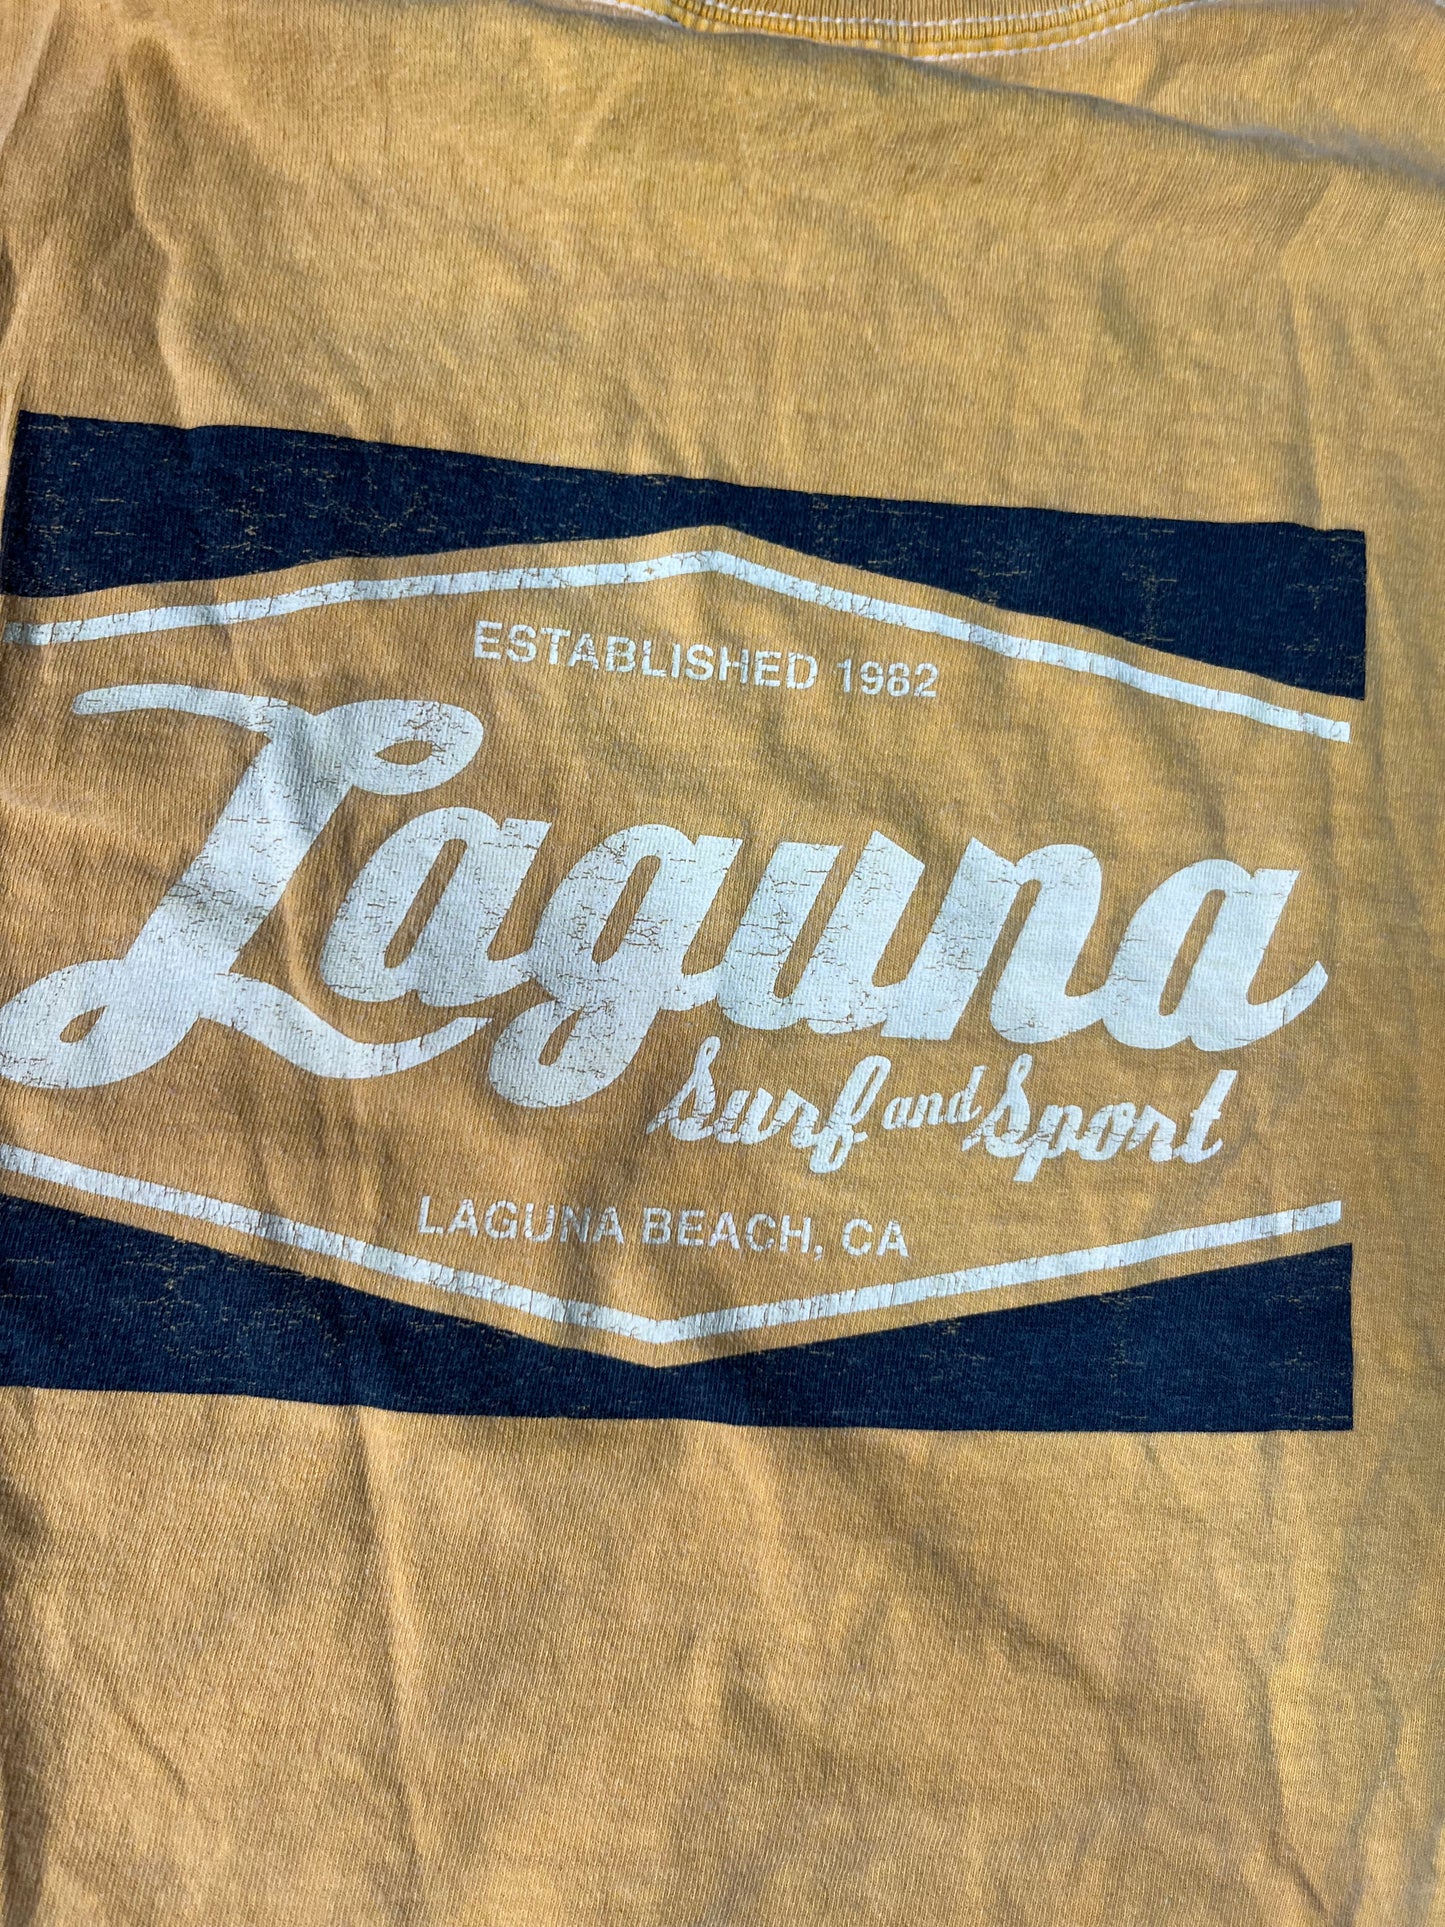 ESTABLISHED 1982
Laguna
Surf and Sport
LAGUNA BEACH, CA